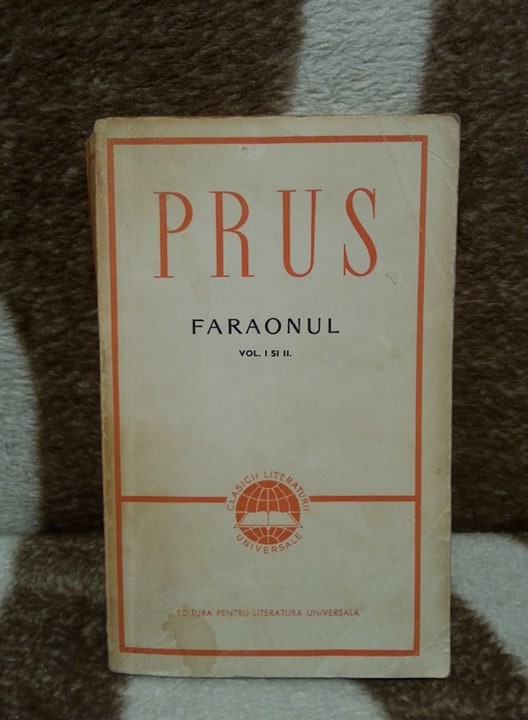 PRUS
FARAONUL
VOL. I SI II.
CLASICII LITERATURII
UNIVERSALE
EDITURA PENTRU LITERATURA UNIVERSALĂ